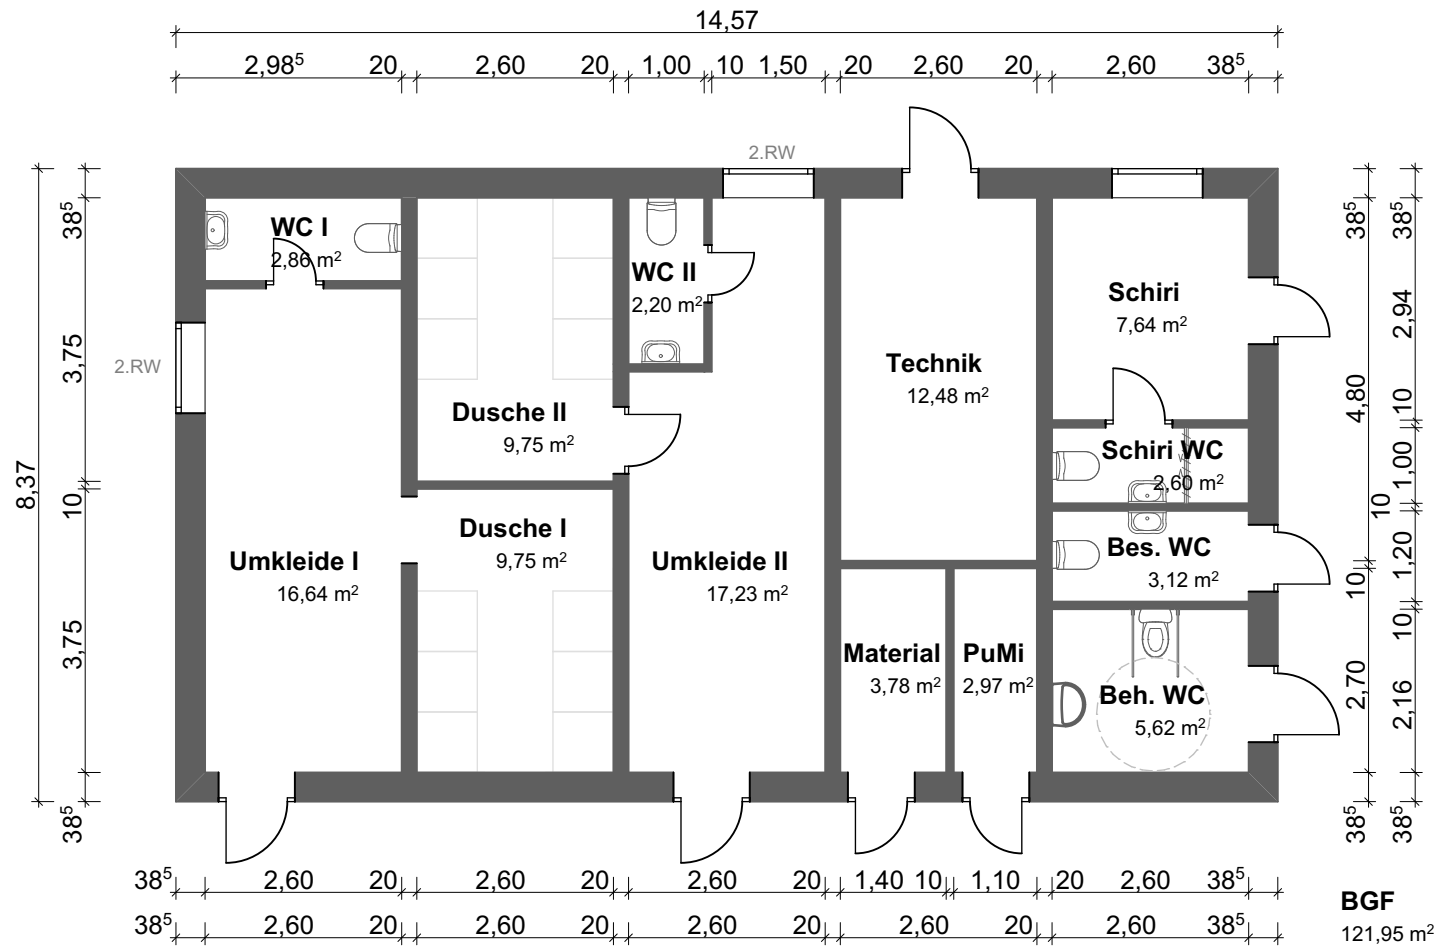 14,57
2,98⁵ 20 2,60 20 1,00 10 1,50 20 2,60 20 2,60 38⁵
2.RW
WC I
2,86 m²
WC II
2,20 m²
Schiri
7,64 m²
2.RW
Technik
12,48 m²
Dusche II
9,75 m²
Schiri WC
2,60 m²
Dusche I
9,75 m²
Bes. WC
3,12 m²
Umkleide I
16,64 m²
Umkleide II
17,23 m²
Material
3,78 m²
PuMi
2,97 m²
Beh. WC
5,62 m²
8,37
38⁵ 3,75 10 3,75 38⁵
38⁵ 4,80 10 2,70 38⁵
10
38⁵ 2,94 10 1,00 1,20 10 2,16 38⁵
38⁵ 2,60 20 2,60 20 2,60 20 1,40 10 1,10 20 2,60 38⁵
38⁵ 2,60 20 2,60 20 2,60 20 2,60 20 2,60 38⁵
BGF
121,95 m²